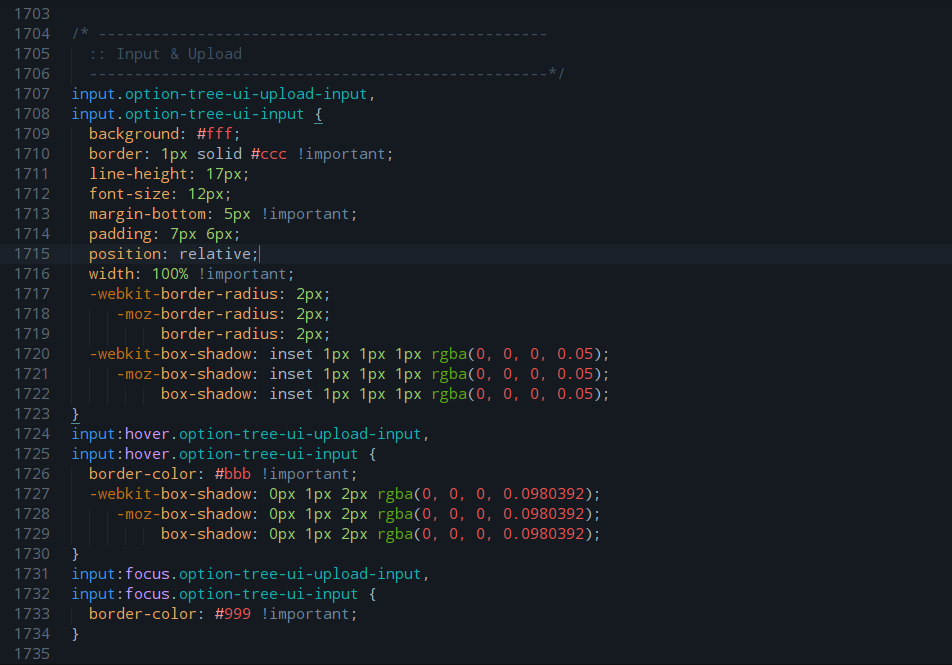 1703
1704 /* --------------------------------------------------
1705   :: Input & Upload
1706   ---------------------------------------------------*/
1707 input.option-tree-ui-upload-input,
1708 input.option-tree-ui-input {
1709   background: #fff;
1710   border: 1px solid #ccc !important;
1711   line-height: 17px;
1712   font-size: 12px;
1713   margin-bottom: 5px !important;
1714   padding: 7px 6px;
1715   position: relative;
1716   width: 100% !important;
1717   -webkit-border-radius: 2px;
1718      -moz-border-radius: 2px;
1719           border-radius: 2px;
1720   -webkit-box-shadow: inset 1px 1px 1px rgba(0, 0, 0, 0.05);
1721      -moz-box-shadow: inset 1px 1px 1px rgba(0, 0, 0, 0.05);
1722           box-shadow: inset 1px 1px 1px rgba(0, 0, 0, 0.05);
1723 }
1724 input:hover.option-tree-ui-upload-input,
1725 input:hover.option-tree-ui-input {
1726   border-color: #bbb !important;
1727   -webkit-box-shadow: 0px 1px 2px rgba(0, 0, 0, 0.0980392);
1728      -moz-box-shadow: 0px 1px 2px rgba(0, 0, 0, 0.0980392);
1729           box-shadow: 0px 1px 2px rgba(0, 0, 0, 0.0980392);
1730 }
1731 input:focus.option-tree-ui-upload-input,
1732 input:focus.option-tree-ui-input {
1733   border-color: #999 !important;
1734 }
1735